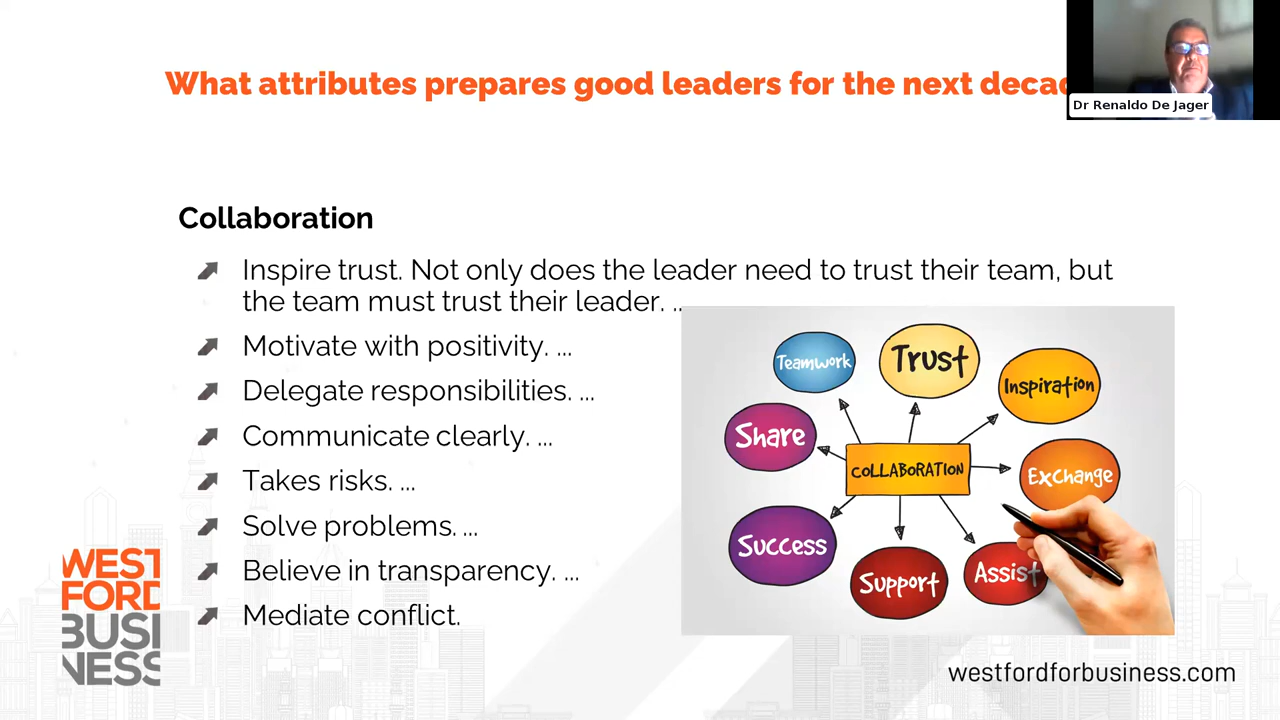 What attributes prepares good leaders for the next decad
Dr Renaldo De Jager
Collaboration
Inspire trust. Not only does the leader need to trust their team, but
the team must trust their leader. ...
Motivate with positivity. ...
Delegate responsibilities. ...
Communicate clearly. ...
Takes risks. ...
Solve problems. ...
Believe in transparency. ...
Mediate conflict.
Teamwork
Trust
Inspiration
Share
COLLABORATION
Exchange
Success
Support
Assist
WEST
FORD
BUSI
NESS
westfordforbusiness.com